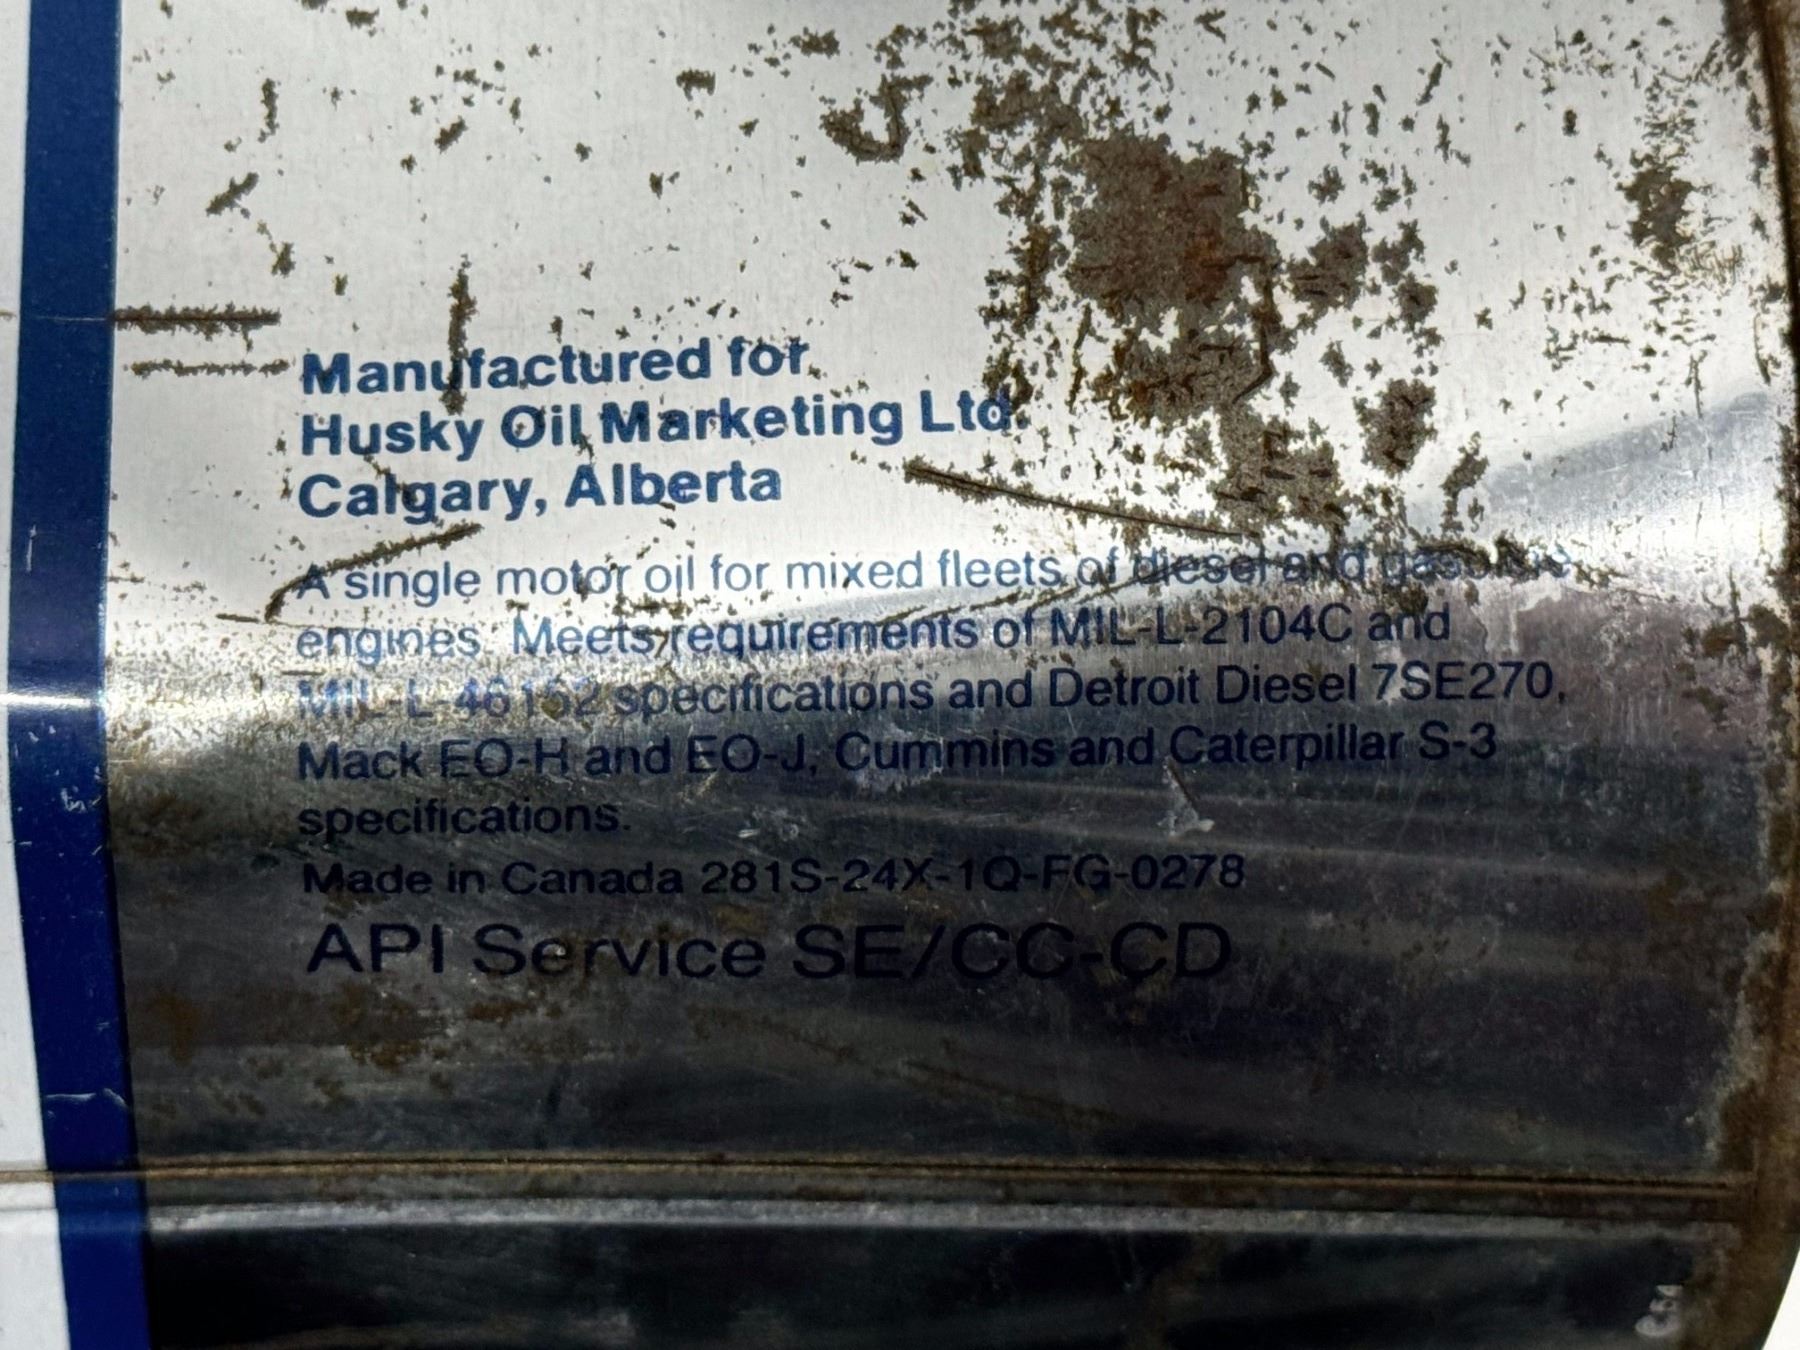 Manufactured for
Husky Oil Marketing Ltd.
Calgary, Alberta
A single motor oil for mixed fleets of diesel and gasoline
engines. Meets requirements of MIL-L-2104C and
MIL-L-46152 specifications and Detroit Diesel 7SE270,
Mack EO-H and EO-J, Cummins and Caterpillar S-3
specifications.
Made in Canada 281S-24X-1Q-FG-0278
API Service SE/CC-CD